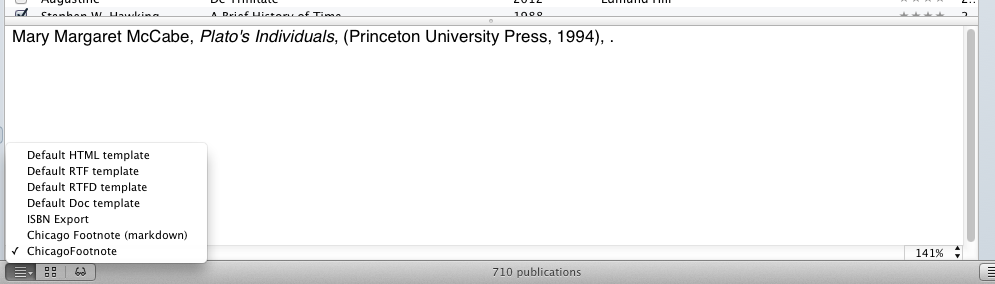 Augustine De Trinitate 2012 Edmund Hill
Stephen W. Hawking A Brief History of Time 1988
Mary Margaret McCabe, Plato's Individuals, (Princeton University Press, 1994), .
Default HTML template
Default RTF template
Default RTFD template
Default Doc template
ISBN Export
Chicago Footnote (markdown)
✓ ChicagoFootnote
141%
710 publications